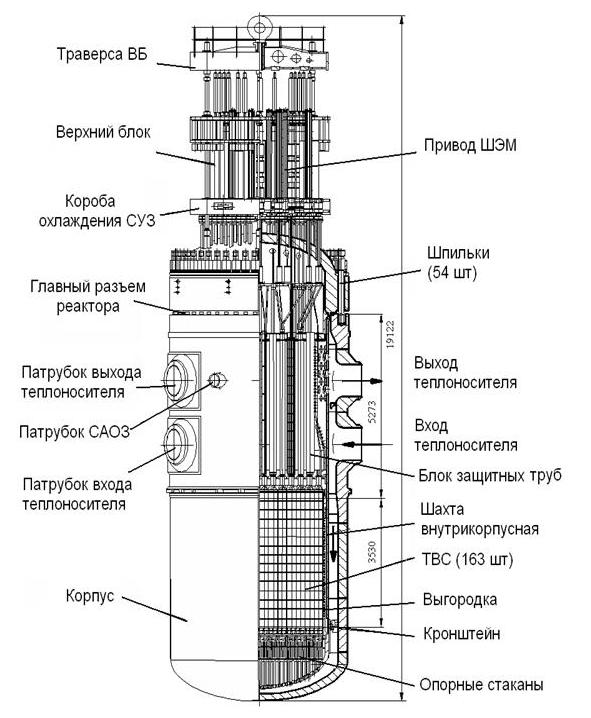 Траверса ВБ
Верхний блок
Привод ШЭМ
Короба
охлаждения СУЗ
Шпильки
(54 шт)
Главный разъем
реактора
19122
Патрубок выхода
теплоносителя
Выход
теплоносителя
5273
Патрубок САОЗ
Вход
теплоносителя
Блок защитных труб
Патрубок входа
теплоносителя
Шахта
внутрикорпусная
3530
ТВС (163 шт)
Корпус
Выгородка
Кронштейн
Опорные стаканы